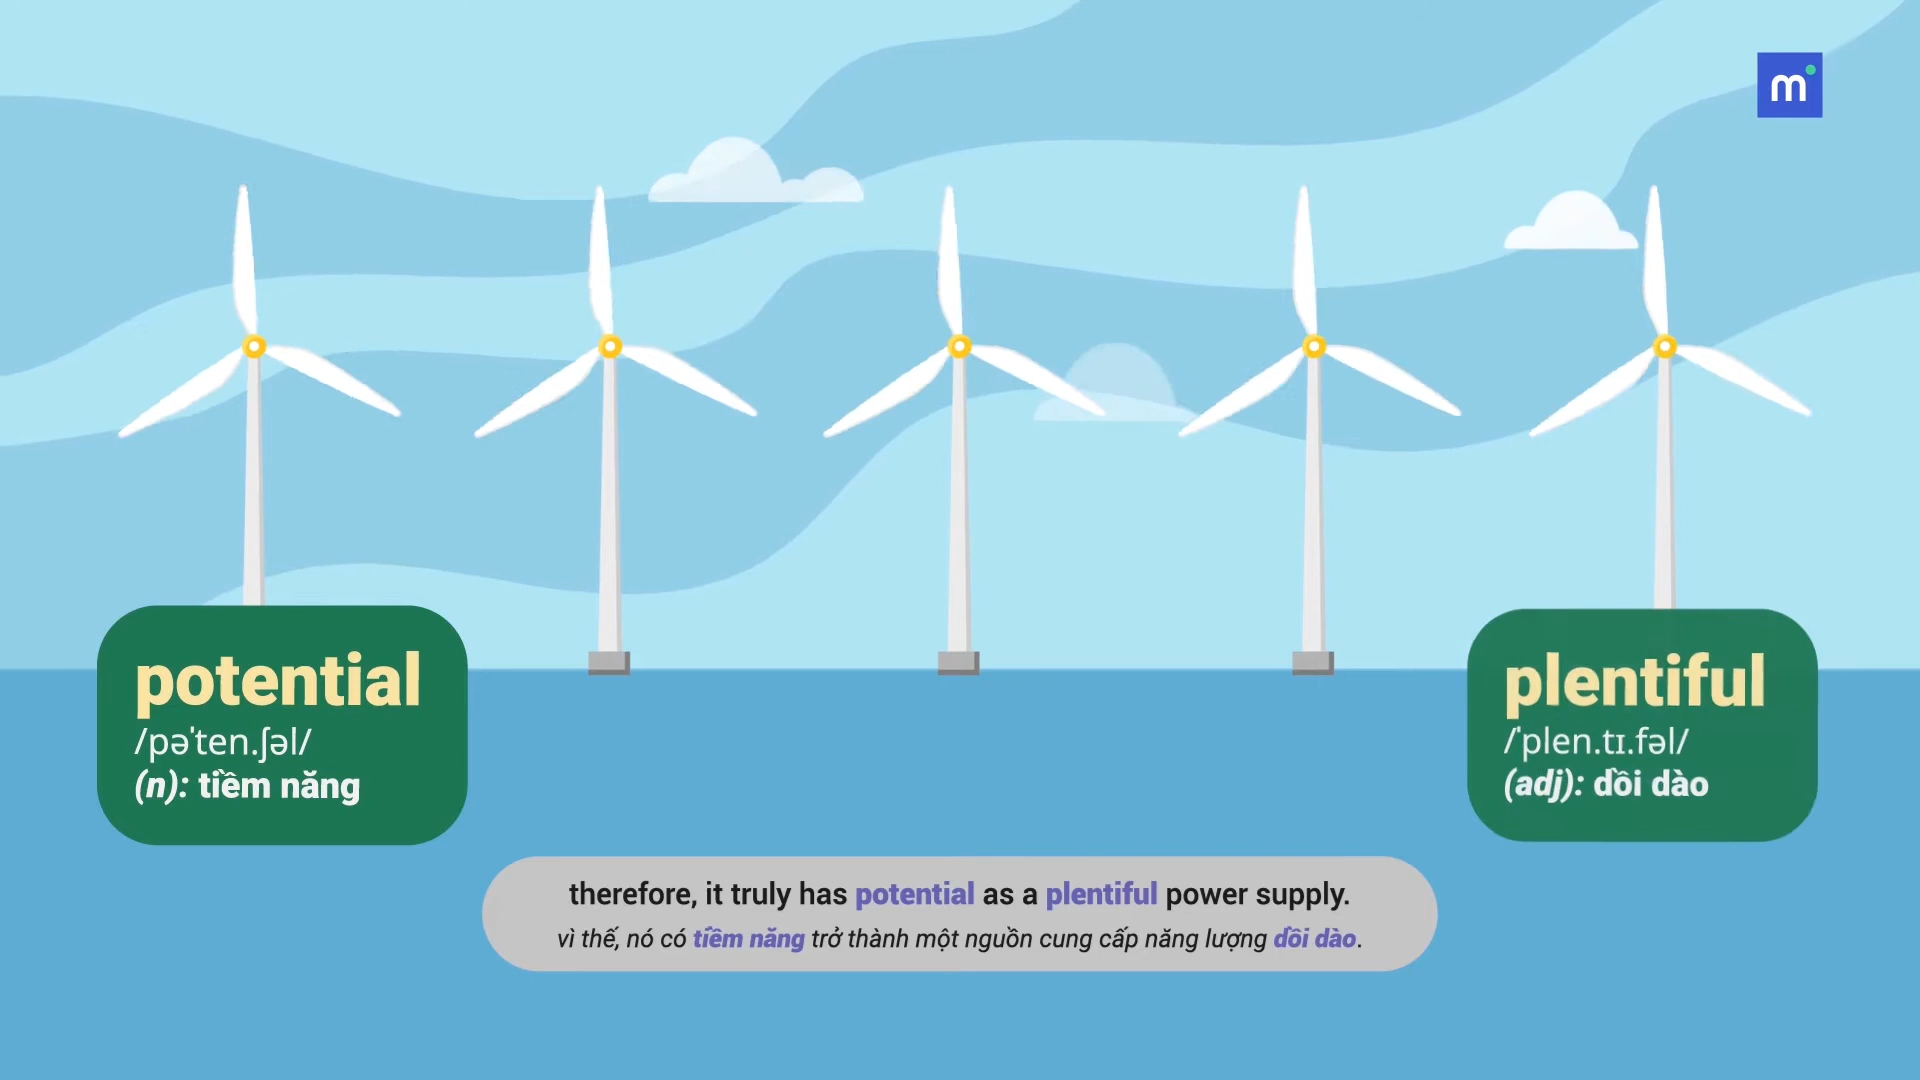 m
potential
/pəˈten.ʃəl/
(n): tiềm năng
plentiful
/ˈplen.tɪ.fəl/
(adj): dồi dào
therefore, it truly has potential as a plentiful power supply.
vì thế, nó có tiềm năng trở thành một nguồn cung cấp năng lượng dồi dào.